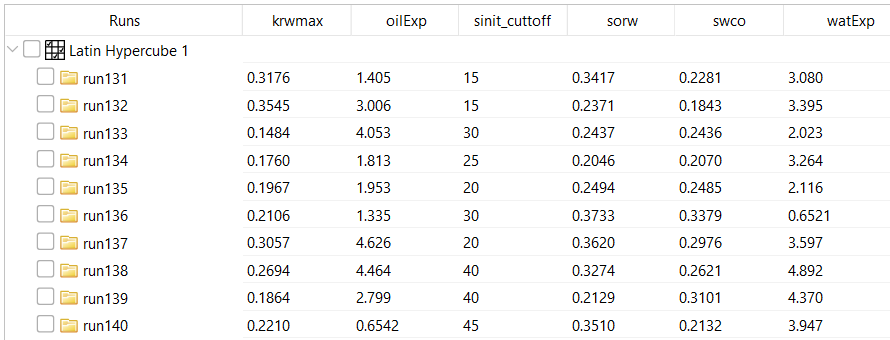 Runs krwmax oilExp sinit_cuttoff sorw swco watExp
Latin Hypercube 1
run131 0.3176 1.405 15 0.3417 0.2281 3.080
run132 0.3545 3.006 15 0.2371 0.1843 3.395
run133 0.1484 4.053 30 0.2437 0.2436 2.023
run134 0.1760 1.813 25 0.2046 0.2070 3.264
run135 0.1967 1.953 20 0.2494 0.2485 2.116
run136 0.2106 1.335 30 0.3733 0.3379 0.6521
run137 0.3057 4.626 20 0.3620 0.2976 3.597
run138 0.2694 4.464 40 0.3274 0.2621 4.892
run139 0.1864 2.799 40 0.2129 0.3101 4.370
run140 0.2210 0.6542 45 0.3510 0.2132 3.947